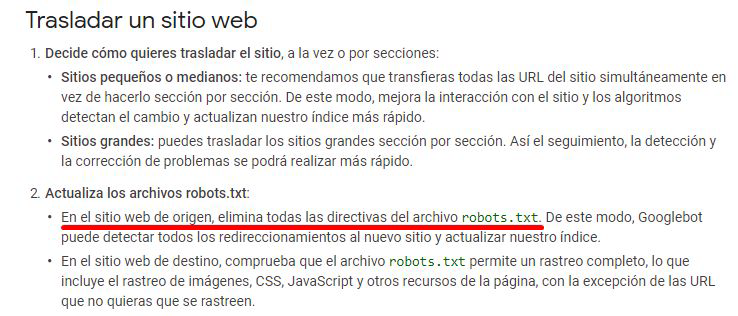 Trasladar un sitio web
1. Decide cómo quieres trasladar el sitio, a la vez o por secciones:
• Sitios pequeños o medianos: te recomendamos que transfieras todas las URL del sitio simultáneamente en
vez de hacerlo sección por sección. De este modo, mejora la interacción con el sitio y los algoritmos
detectan el cambio y actualizan nuestro índice más rápido.
• Sitios grandes: puedes trasladar los sitios grandes sección por sección. Así el seguimiento, la detección y
la corrección de problemas se podrá realizar más rápido.
2. Actualiza los archivos robots.txt:
• En el sitio web de origen, elimina todas las directivas del archivo robots.txt. De este modo, Googlebot
puede detectar todos los redireccionamientos al nuevo sitio y actualizar nuestro índice.
• En el sitio web de destino, comprueba que el archivo robots.txt permite un rastreo completo, lo que
incluye el rastreo de imágenes, CSS, JavaScript y otros recursos de la página, con la excepción de las URL
que no quieras que se rastreen.